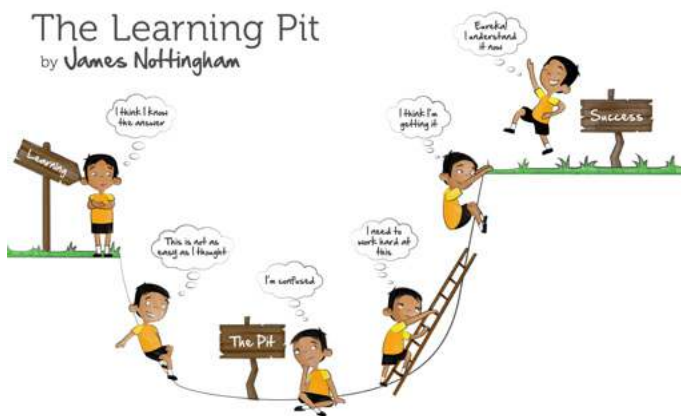 The Learning Pit
by James Nottingham
Learning
I think I know
the answer
This is not as
easy as I thought
The Pit
I'm confused
I need to
work hard at
this
I think I'm
getting it
Eureka!
I understand
it now
Success